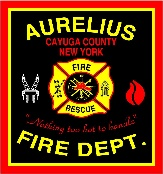 AURELIUS
CAYUGA COUNTY
NEW YORK
FIRE
RESCUE
"Nothing too hot to handle"
FIRE DEPT.